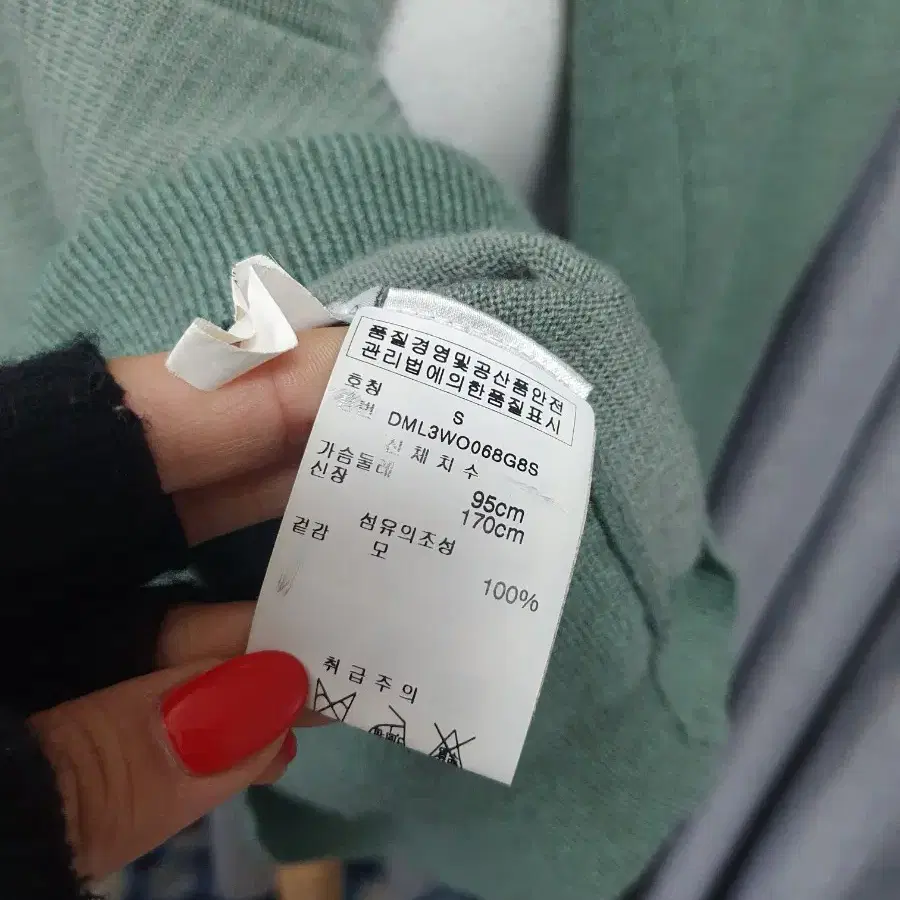 품질경영및공산품안전
관리법에의한품질표시
호칭 S
DML3WO068G8S
신체치수
가슴둘레 95cm
신장 170cm
섬유의조성
겉감 모 100%
취급주의